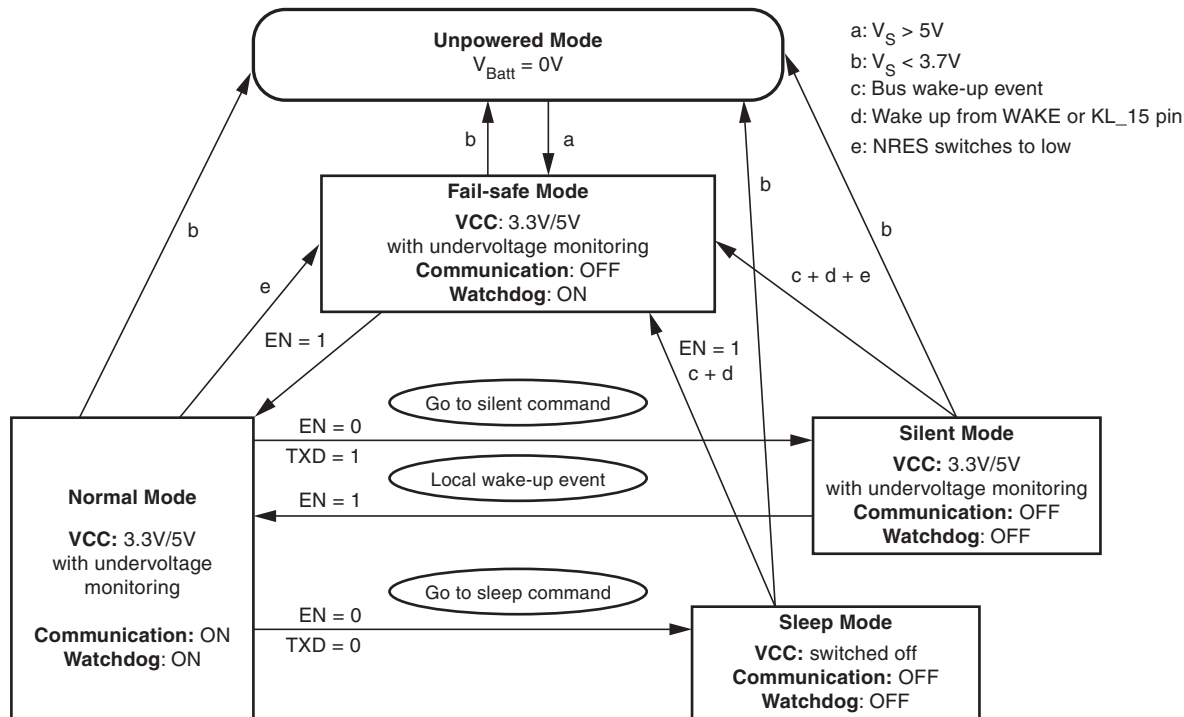 Unpowered Mode
V_Batt = 0V
a: V_S > 5V
b: V_S < 3.7V
c: Bus wake-up event
d: Wake up from WAKE or KL_15 pin
e: NRES switches to low
b
a
b
b
b
Fail-safe Mode
VCC: 3.3V/5V
with undervoltage monitoring
Communication: OFF
Watchdog: ON
e
c + d + e
EN = 1
EN = 1
c + d
Go to silent command
EN = 0
TXD = 1
Local wake-up event
EN = 1
Silent Mode
VCC: 3.3V/5V
with undervoltage monitoring
Communication: OFF
Watchdog: OFF
Normal Mode
VCC: 3.3V/5V
with undervoltage
monitoring
Communication: ON
Watchdog: ON
Go to sleep command
EN = 0
TXD = 0
Sleep Mode
VCC: switched off
Communication: OFF
Watchdog: OFF